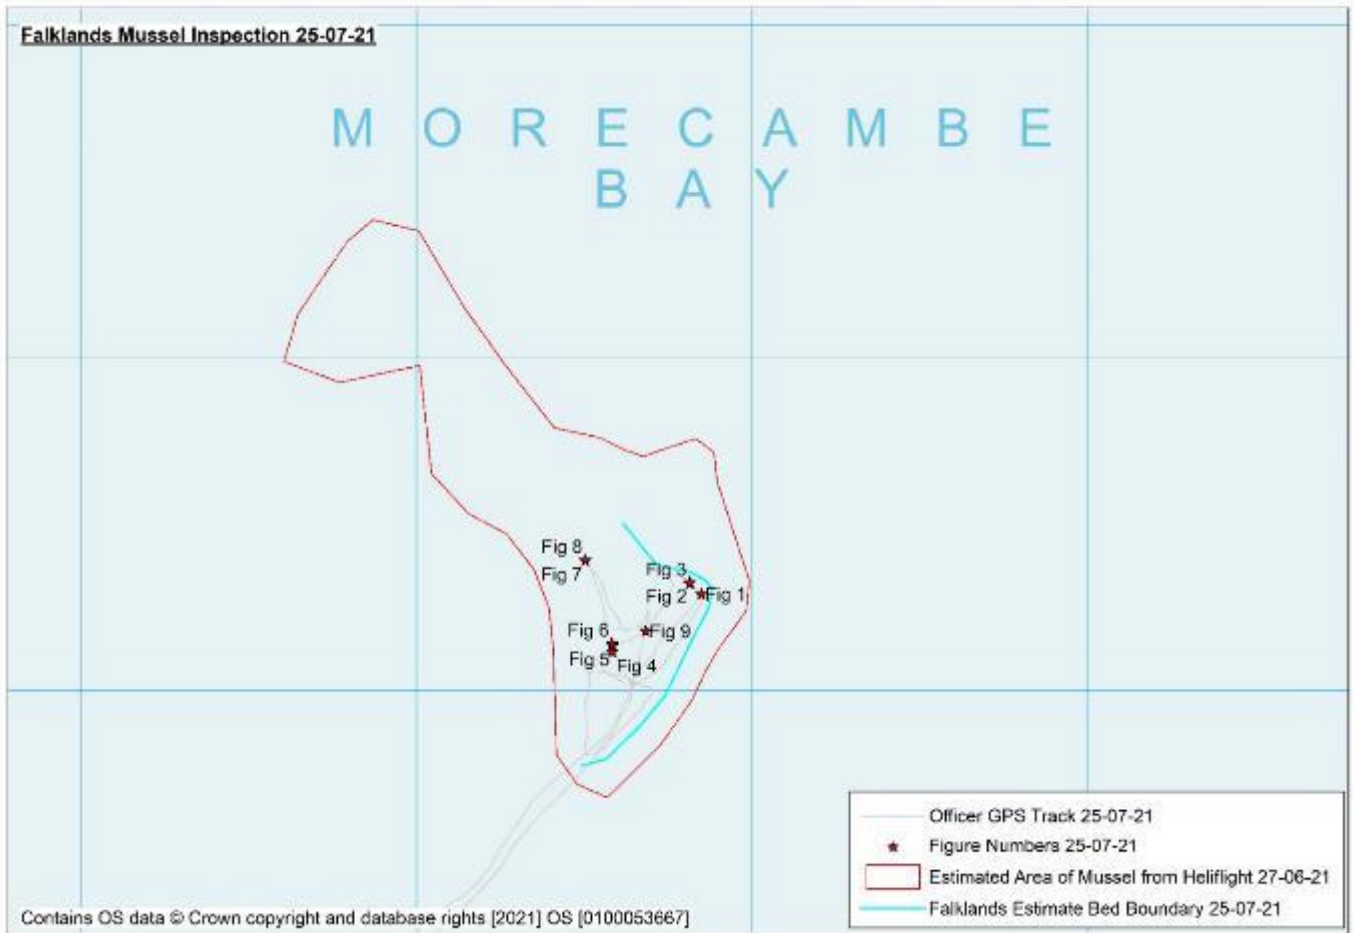 Falklands Mussel Inspection 25-07-21
M O R E C A M B E
B A Y
Fig 8
Fig 7
Fig 3
Fig 2
Fig 1
Fig 6
Fig 9
Fig 5
Fig 4
Officer GPS Track 25-07-21
Figure Numbers 25-07-21
Estimated Area of Mussel from Heliflight 27-06-21
Falklands Estimate Bed Boundary 25-07-21
Contains OS data © Crown copyright and database rights [2021] OS [0100053667]